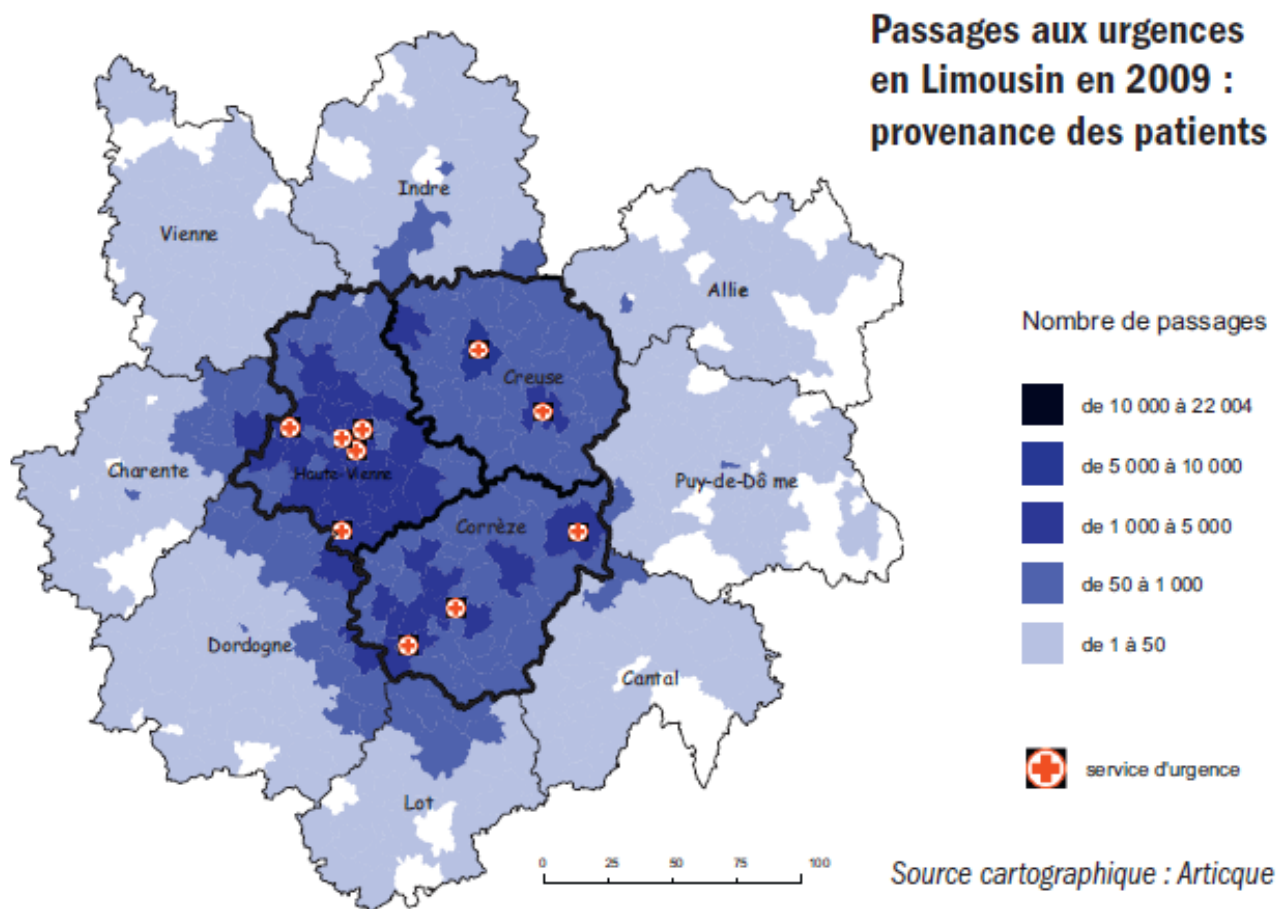 Passages aux urgences
en Limousin en 2009 :
provenance des patients
Indre
Vienne
Allie
Creuse
Charente
Haute-Vienne
Puy-de-Dô me
Corrèze
Dordogne
Cantal
Lot
Nombre de passages
de 10 000 à 22 004
de 5 000 à 10 000
de 1 000 à 5 000
de 50 à 1 000
de 1 à 50
service d'urgence
0 25 50 75 100
Source cartographique : Articque